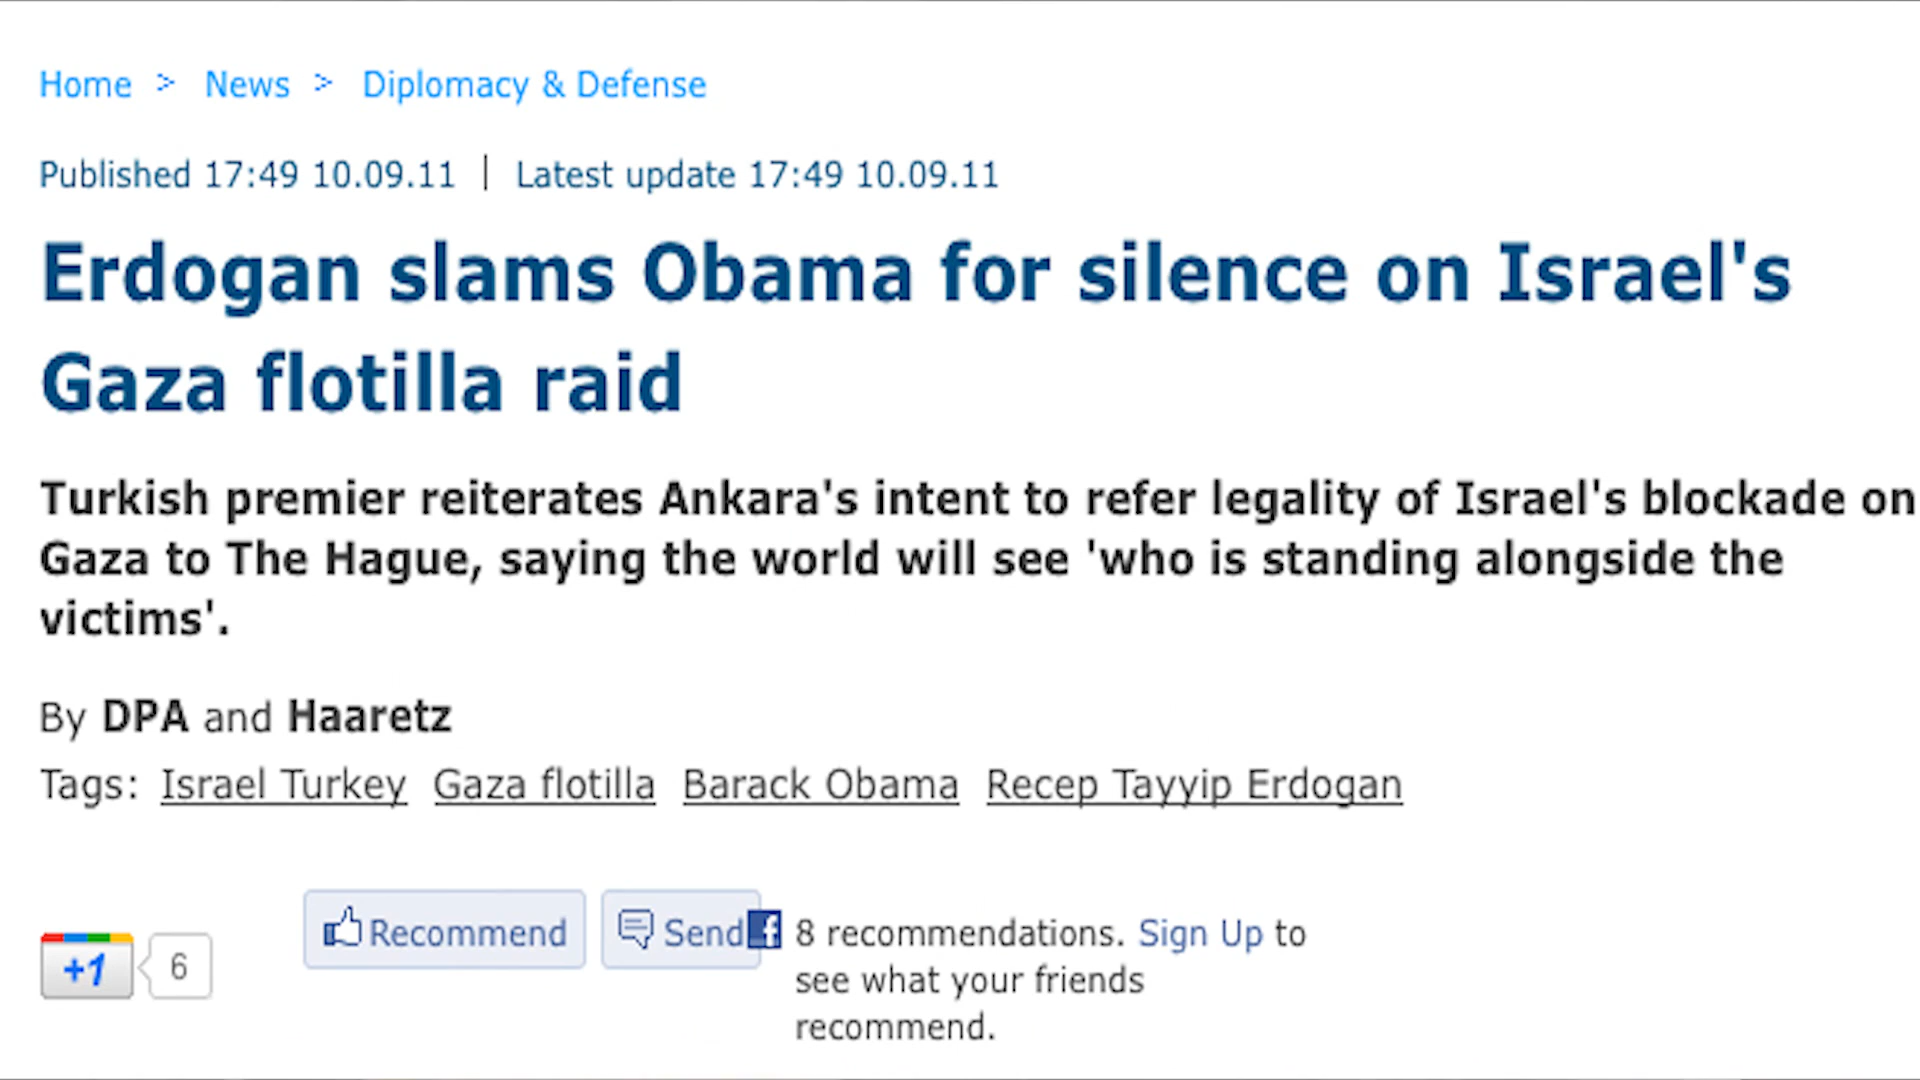 Home > News > Diplomacy & Defense
Published 17:49 10.09.11 | Latest update 17:49 10.09.11
Erdogan slams Obama for silence on Israel's
Gaza flotilla raid
Turkish premier reiterates Ankara's intent to refer legality of Israel's blockade on
Gaza to The Hague, saying the world will see 'who is standing alongside the
victims'.
By DPA and Haaretz
Tags: Israel Turkey Gaza flotilla Barack Obama Recep Tayyip Erdogan
+1 6 Recommend Send f 8 recommendations. Sign Up to
see what your friends
recommend.